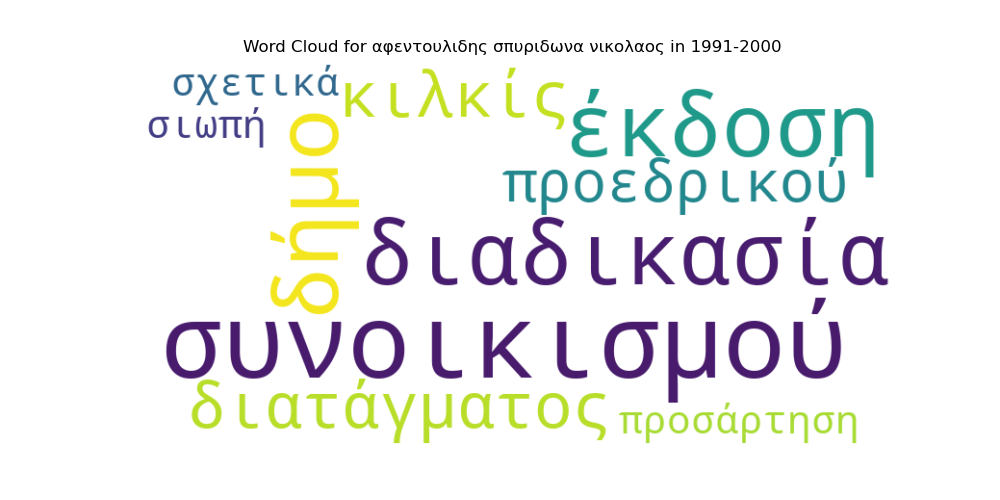 Word Cloud for αφεντουλιδης σπυριδωνα νικολαος in 1991-2000
σχετικά
κιλκίς
έκδοση
σιωπή
δήμο
προεδρικού
διαδικασία
συνοικισμού
διατάγματος
προσάρτηση